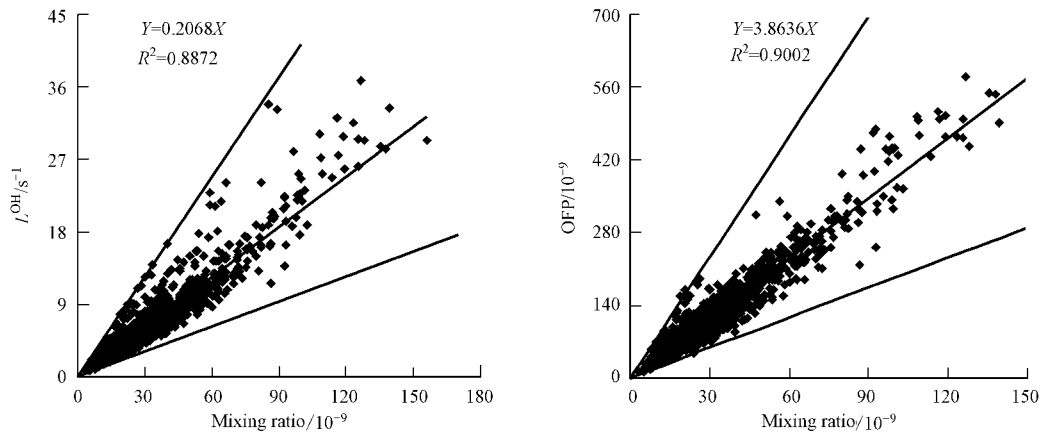 45
36
27
18
9
0
L^OH/s⁻¹
Y=0.2068X
R²=0.8872
0 30 60 90 120 150 180
Mixing ratio/10⁻⁹
700
560
420
280
140
0
OFP/10⁻⁹
Y=3.8636X
R²=0.9002
0 30 60 90 120 150
Mixing ratio/10⁻⁹